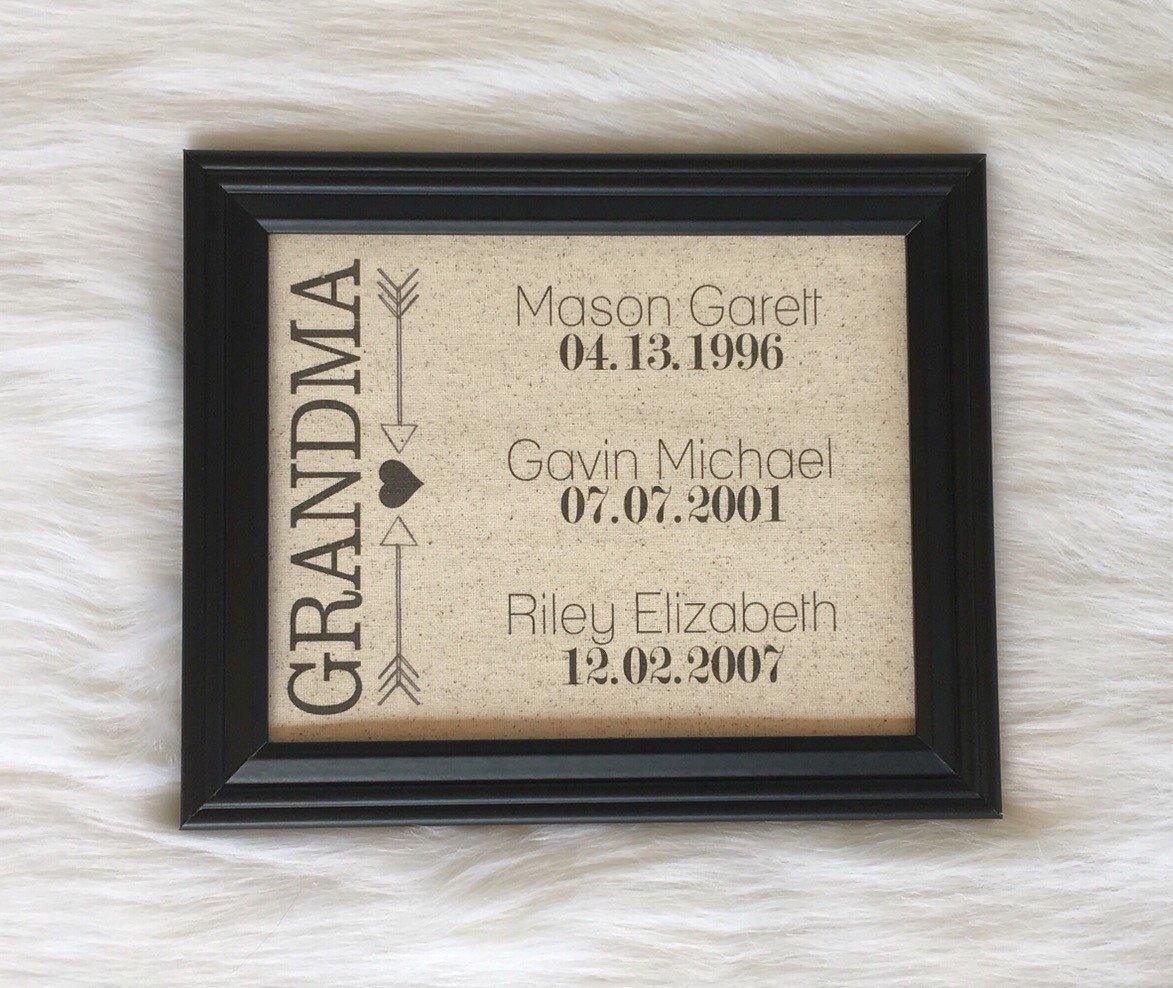 GRANDMA
Mason Garett
04.13.1996
Gavin Michael
07.07.2001
Riley Elizabeth
12.02.2007